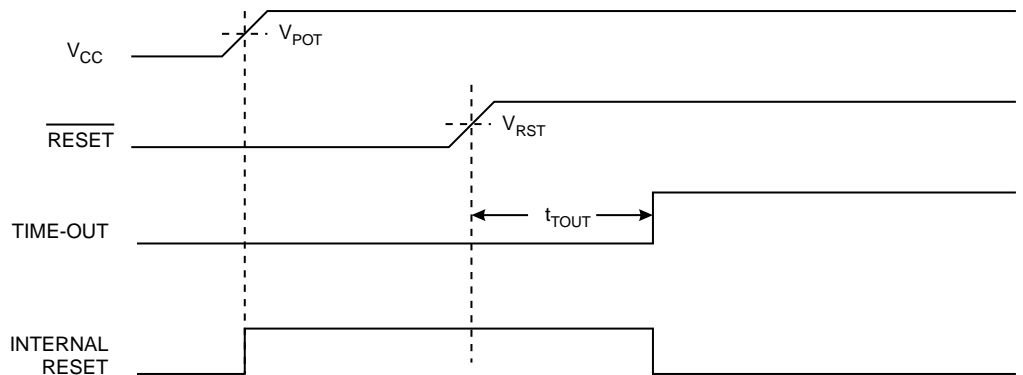 V_CC
V_POT
RESET
V_RST
TIME-OUT
t_TOUT
INTERNAL
RESET